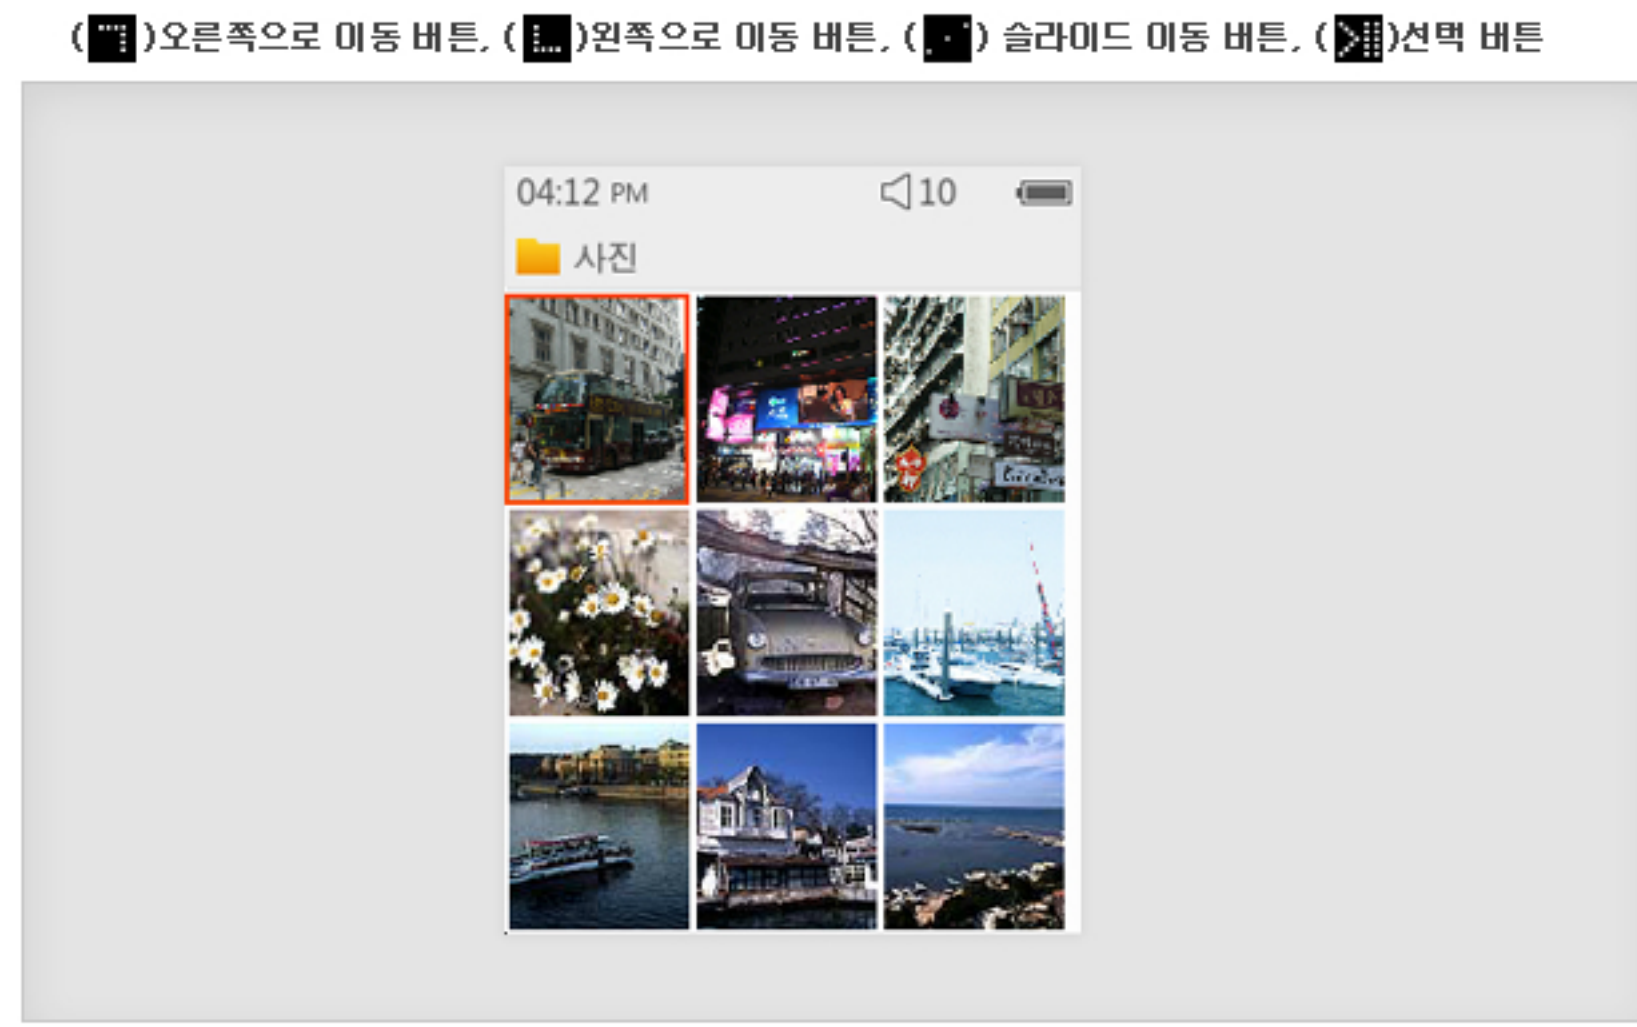 ( )오른쪽으로 이동 버튼, ( )왼쪽으로 이동 버튼, ( ) 슬라이드 이동 버튼, ( )선택 버튼
04:12 PM 10
사진